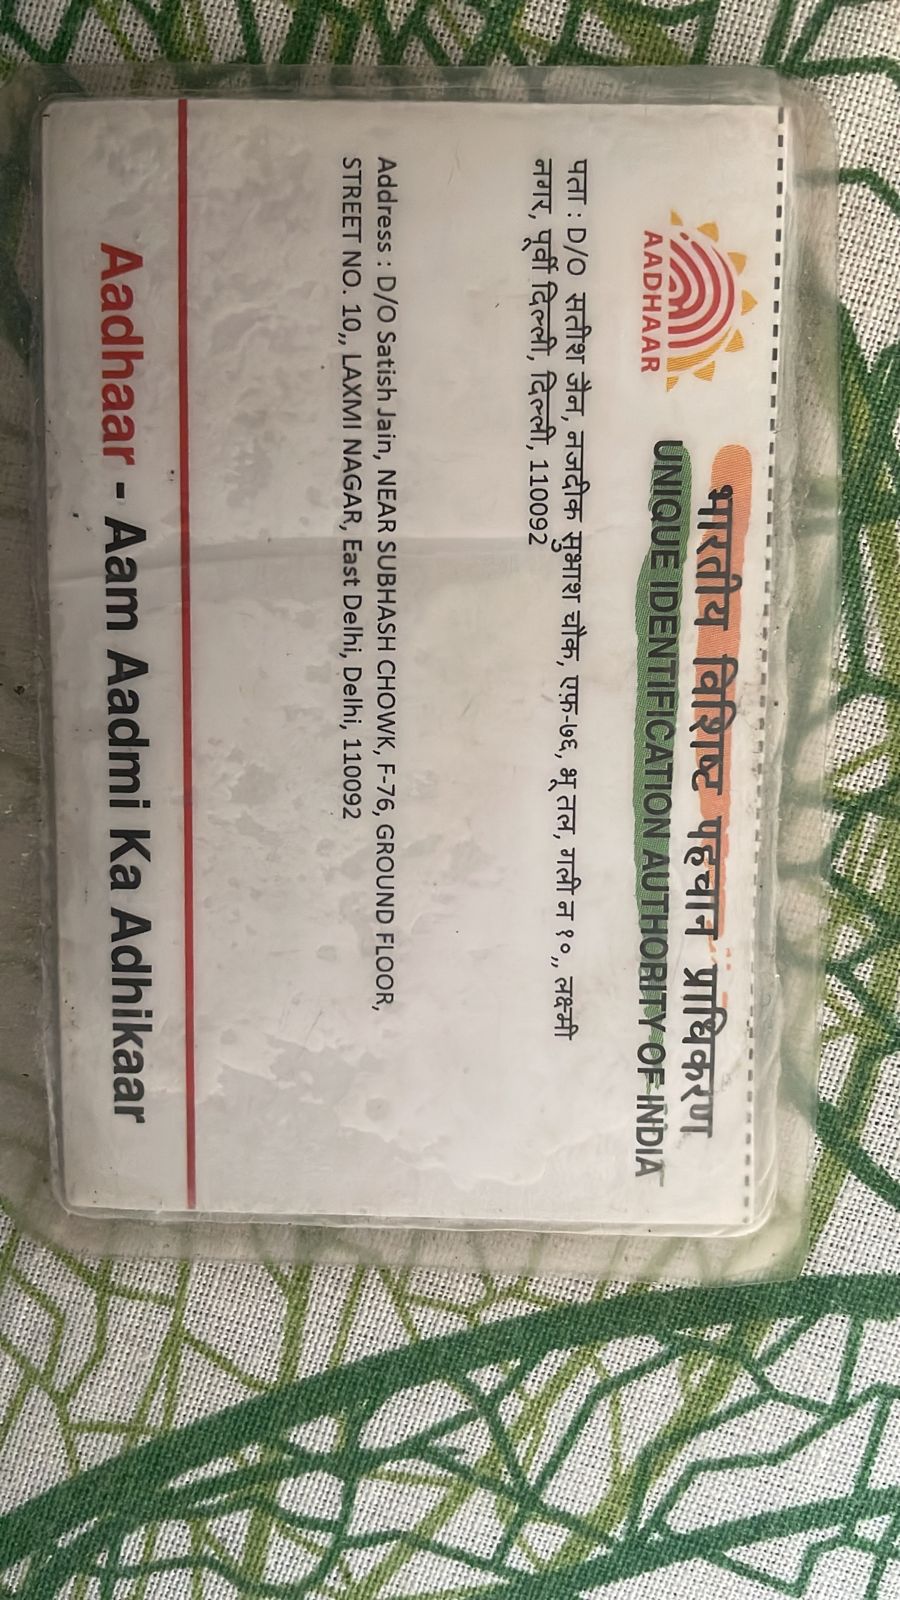 भारतीय विशिष्ट पहचान प्राधिकरण
UNIQUE IDENTIFICATION AUTHORITY OF INDIA
AADHAAR
पता : D/O सतीश जैन, नजदीक सुभाश चौक, एफ़-७६, भू तल, गली न १०,, लक्ष्मी
नगर, पूर्वी दिल्ली, दिल्ली, 110092
Address : D/O Satish Jain, NEAR SUBHASH CHOWK, F-76, GROUND FLOOR,
STREET NO. 10,, LAXMI NAGAR, East Delhi, Delhi, 110092
Aadhaar - Aam Aadmi Ka Adhikaar